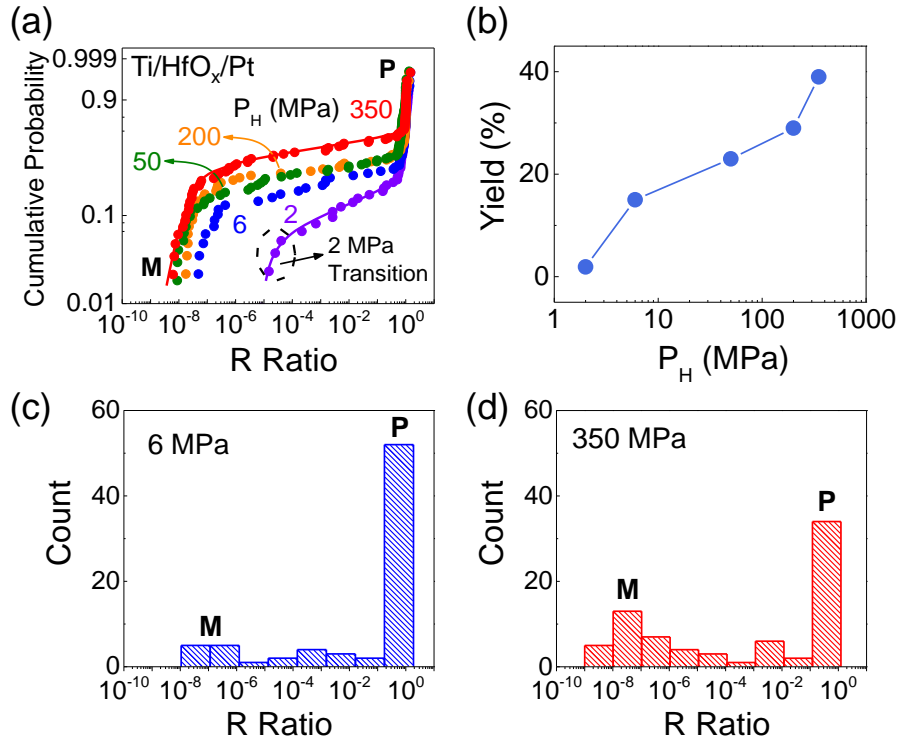 (a)
Ti/HfOₓ/Pt
P
P_H (MPa) 350
200
50
6
2
M
2 MPa
Transition
0.999
0.9
0.1
0.01
Cumulative Probability
10⁻¹⁰ 10⁻⁸ 10⁻⁶ 10⁻⁴ 10⁻² 10⁰
R Ratio
(b)
60
40
20
0
Yield (%)
1 10 100 1000
P_H (MPa)
(c)
6 MPa
P
M
60
40
20
0
Count
10⁻¹⁰ 10⁻⁸ 10⁻⁶ 10⁻⁴ 10⁻² 10⁰
R Ratio
(d)
350 MPa
P
M
60
40
20
0
Count
10⁻¹⁰ 10⁻⁸ 10⁻⁶ 10⁻⁴ 10⁻² 10⁰
R Ratio